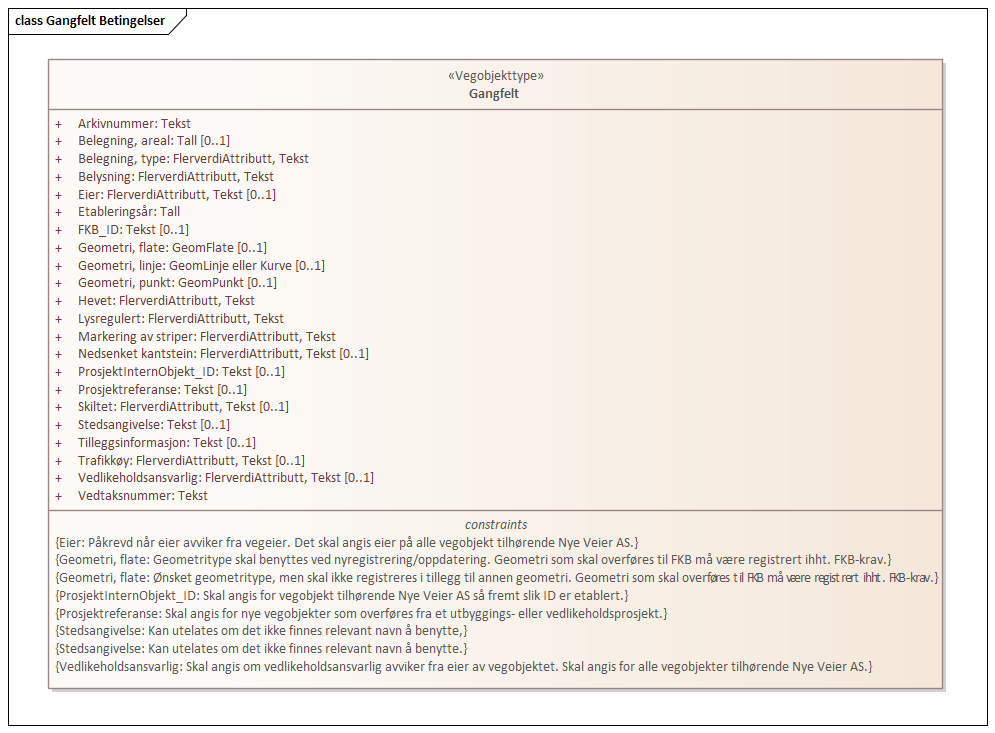 class Gangfelt Betingelser
«Vegobjekttype»
Gangfelt
+ Arkivnummer: Tekst
+ Belegning, areal: Tall [0..1]
+ Belegning, type: FlerverdiAttributt, Tekst
+ Belysning: FlerverdiAttributt, Tekst
+ Eier: FlerverdiAttributt, Tekst [0..1]
+ Etableringsår: Tall
+ FKB_ID: Tekst [0..1]
+ Geometri, flate: GeomFlate [0..1]
+ Geometri, linje: GeomLinje eller Kurve [0..1]
+ Geometri, punkt: GeomPunkt [0..1]
+ Hevet: FlerverdiAttributt, Tekst
+ Lysregulert: FlerverdiAttributt, Tekst
+ Markering av striper: FlerverdiAttributt, Tekst
+ Nedsenket kantstein: FlerverdiAttributt, Tekst [0..1]
+ ProsjektInternObjekt_ID: Tekst [0..1]
+ Prosjektreferanse: Tekst [0..1]
+ Skiltet: FlerverdiAttributt, Tekst [0..1]
+ Stedsangivelse: Tekst [0..1]
+ Tilleggsinformasjon: Tekst [0..1]
+ Trafikkøy: FlerverdiAttributt, Tekst [0..1]
+ Vedlikeholdsansvarlig: FlerverdiAttributt, Tekst [0..1]
+ Vedtaksnummer: Tekst
constraints
{Eier: Påkrevd når eier avviker fra vegeier. Det skal angis eier på alle vegobjekt tilhørende Nye Veier AS.}
{Geometri, flate: Geometritype skal benyttes ved nyregistrering/oppdatering. Geometri som skal overføres til FKB må være registrert ihht. FKB-krav.}
{Geometri, flate: Ønsket geometritype, men skal ikke registreres i tillegg til annen geometri. Geometri som skal overføres til FKB må være registrert ihht. FKB-krav.}
{ProsjektInternObjekt_ID: Skal angis for vegobjekt tilhørende Nye Veier AS så fremt slik ID er etablert.}
{Prosjektreferanse: Skal angis for nye vegobjekter som overføres fra et utbyggings- eller vedlikeholdsprosjekt.}
{Stedsangivelse: Kan utelates om det ikke finnes relevant navn å benytte,}
{Stedsangivelse: Kan utelates om det ikke finnes relevant navn å benytte.}
{Vedlikeholdsansvarlig: Skal angis om vedlikeholdsansvarlig avviker fra eier av vegobjektet. Skal angis for alle vegobjekter tilhørende Nye Veier AS.}